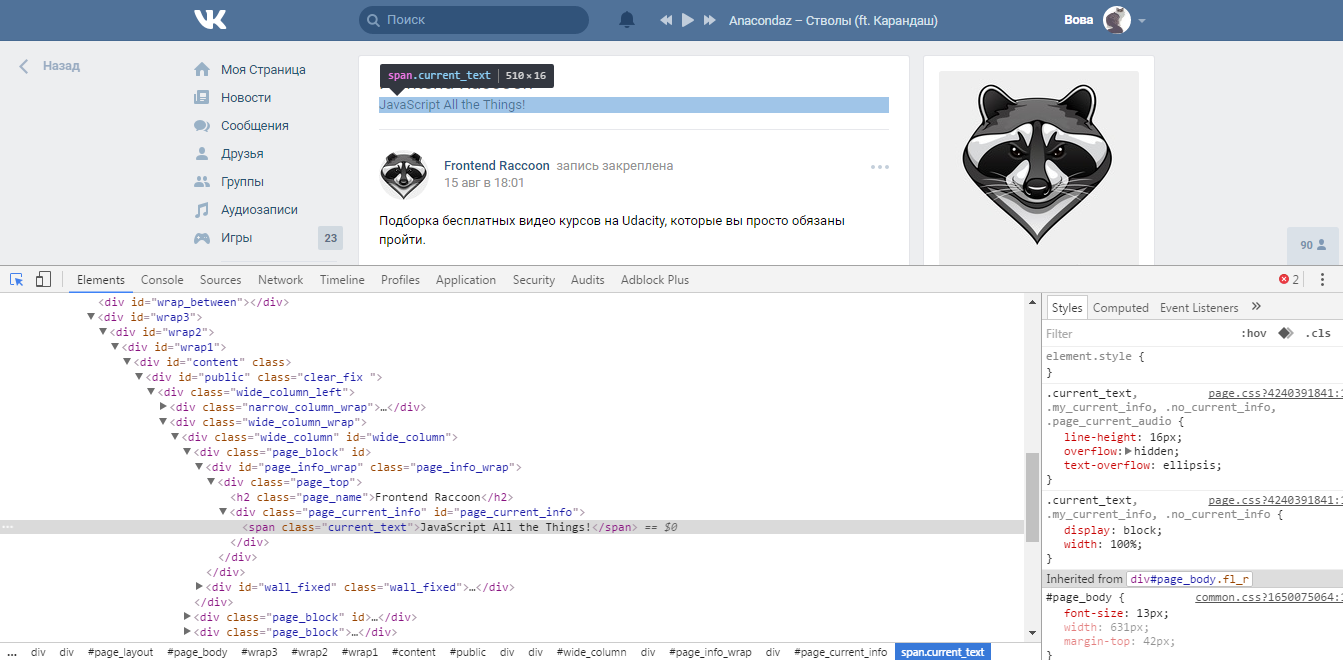 Поиск
Anacondaz – Стволы (ft. Карандаш)
Вова
Назад
Моя Страница
Новости
Сообщения
Друзья
Группы
Аудиозаписи
Игры 23
span.current_text 510 × 16
JavaScript All the Things!
Frontend Raccoon запись закреплена
15 авг в 18:01
Подборка бесплатных видео курсов на Udacity, которые вы просто обязаны
пройти.
90
Elements Console Sources Network Timeline Profiles Application Security Audits Adblock Plus 2
<div id="wrap_between"></div>
<div id="wrap3">
<div id="wrap2">
<div id="wrap1">
<div id="content" class>
<div id="public" class="clear_fix ">
<div class="wide_column_left">
<div class="narrow_column_wrap">…</div>
<div class="wide_column_wrap">
<div class="wide_column" id="wide_column">
<div class="page_block" id>
<div id="page_info_wrap" class="page_info_wrap">
<div class="page_top">
<h2 class="page_name">Frontend Raccoon</h2>
<div class="page_current_info" id="page_current_info">
<span class="current_text">JavaScript All the Things!</span> == $0
</div>
</div>
</div>
<div id="wall_fixed" class="wall_fixed">…</div>
</div>
<div class="page_block" id>…</div>
<div class="page_block">…</div>
... div div #page_layout #page_body #wrap3 #wrap2 #wrap1 #content #public div div #wide_column div #page_info_wrap div #page_current_info span.current_text
Styles Computed Event Listeners »
Filter :hov .cls
element.style {
}
.current_text, page.css?4240391841:1
.my_current_info, .no_current_info,
.page_current_audio {
line-height: 16px;
overflow: hidden;
text-overflow: ellipsis;
}
.current_text, page.css?4240391841:1
.my_current_info, .no_current_info {
display: block;
width: 100%;
}
Inherited from div#page_body.fl_r
#page_body { common.css?1650075064:1
font-size: 13px;
width: 631px;
margin-top: 42px;
}